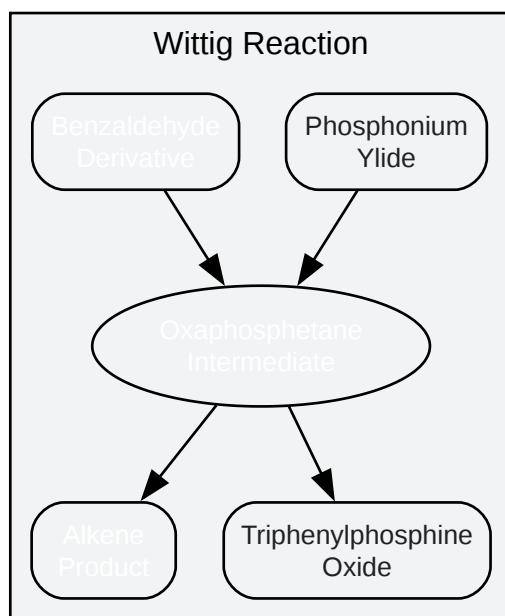 Wittig Reaction
Benzaldehyde
Derivative
Phosphonium
Ylide
Oxaphosphetane
Intermediate
Alkene
Product
Triphenylphosphine
Oxide